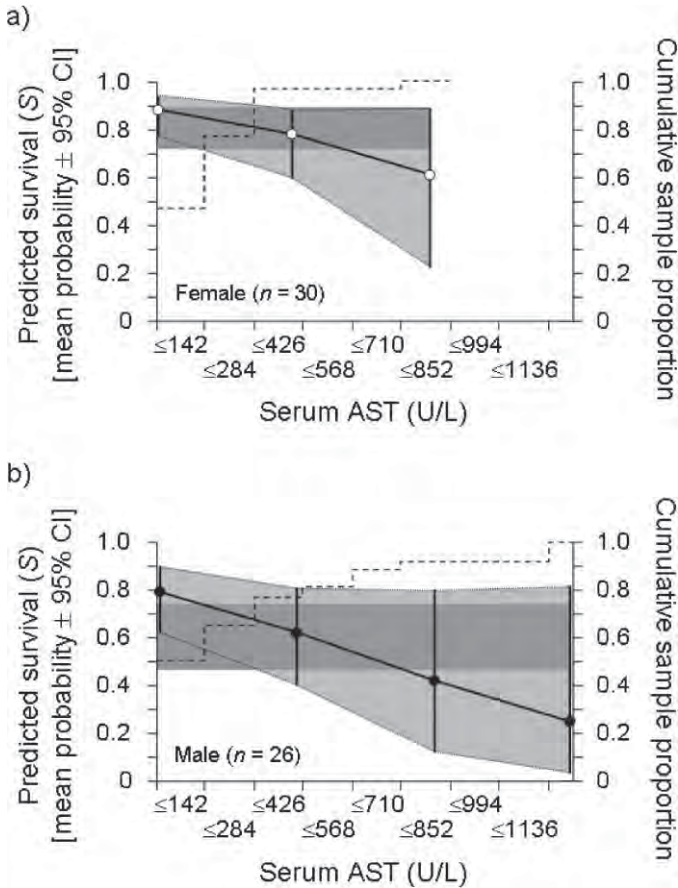 a)
Predicted survival (S)
[mean probability ± 95% CI]
1.0
0.8
0.6
0.4
0.2
0
1.0
0.8
0.6
0.4
0.2
0
Cumulative sample proportion
Female (n = 30)
≤142 ≤426 ≤710 ≤994
≤284 ≤568 ≤852 ≤1136
Serum AST (U/L)
b)
Predicted survival (S)
[mean probability ± 95% CI]
1.0
0.8
0.6
0.4
0.2
0
1.0
0.8
0.6
0.4
0.2
0
Cumulative sample proportion
Male (n = 26)
≤142 ≤426 ≤710 ≤994
≤284 ≤568 ≤852 ≤1136
Serum AST (U/L)